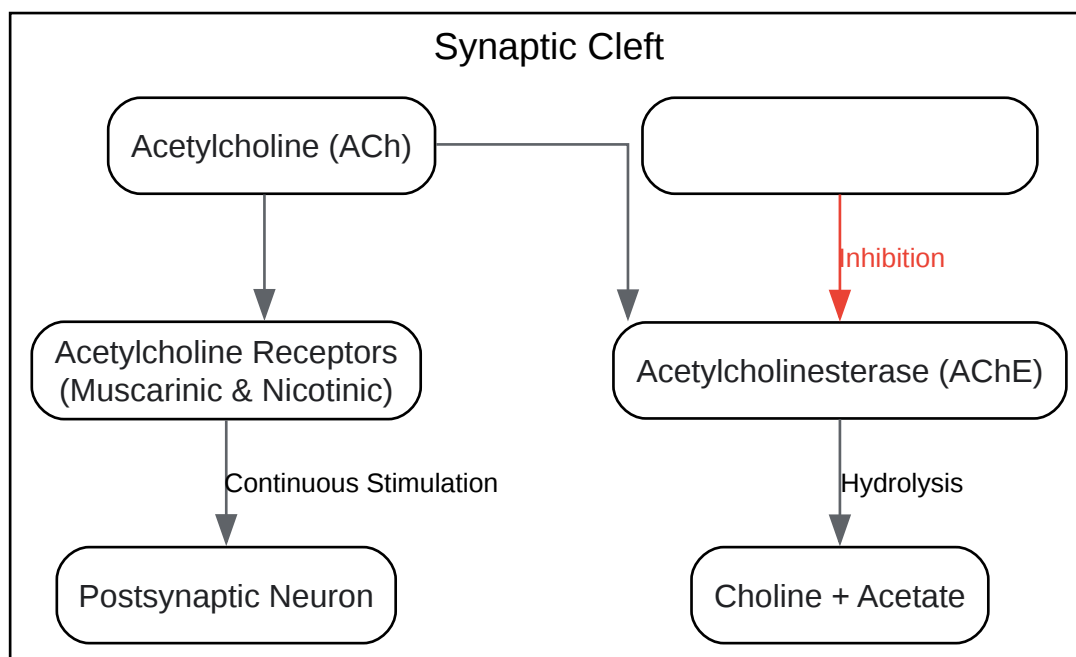 Synaptic Cleft
Acetylcholine (ACh)
Inhibition
Acetylcholine Receptors
(Muscarinic & Nicotinic)
Acetylcholinesterase (AChE)
Continuous Stimulation
Hydrolysis
Postsynaptic Neuron
Choline + Acetate